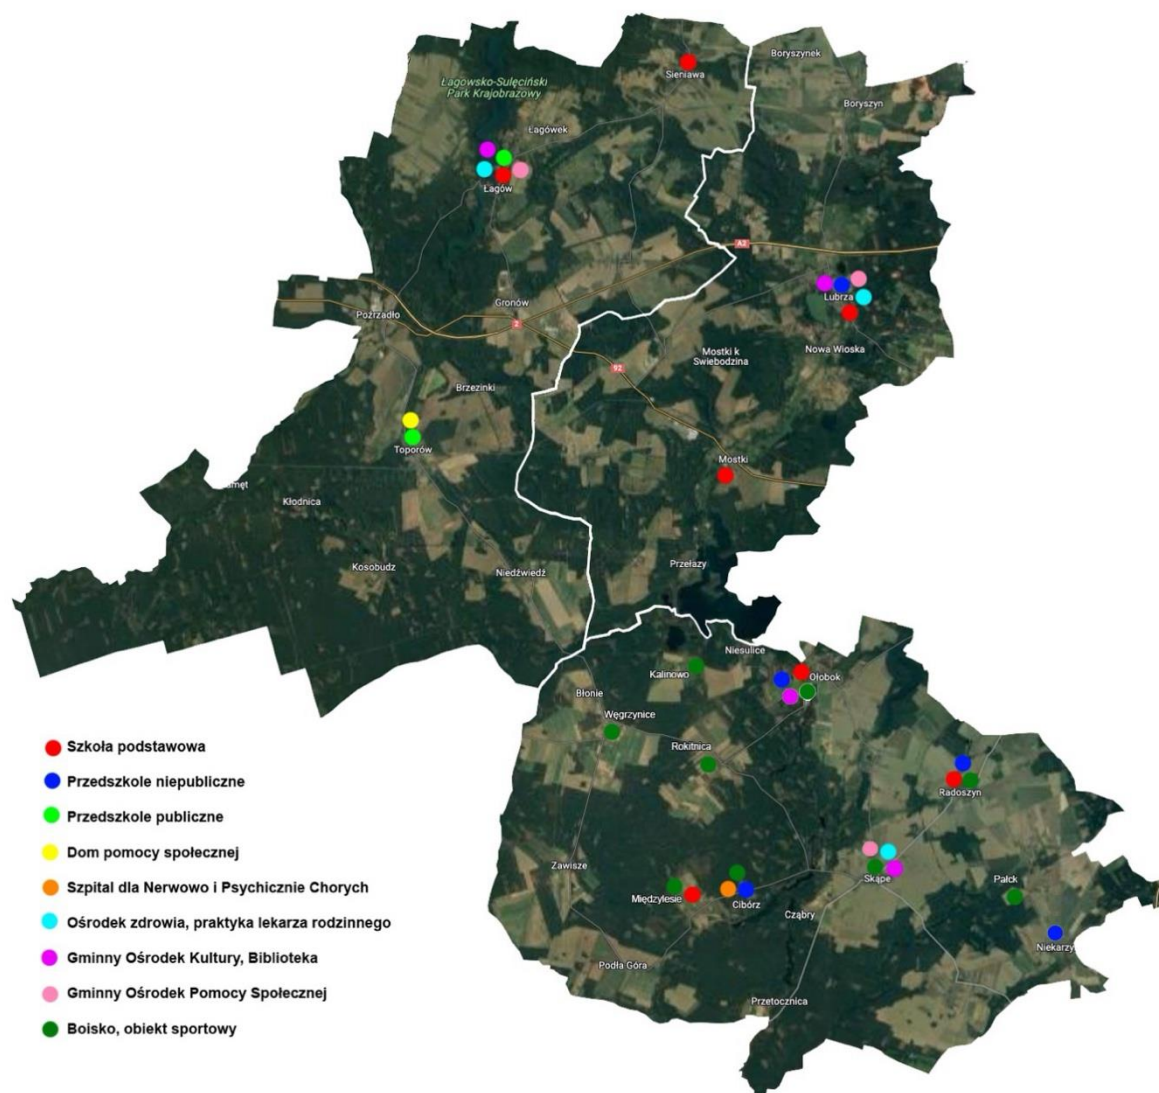 Boryszynek
Sieniawa
Łagowsko-Sulęciński
Park Krajobrazowy
Boryszyn
Łagówek
Łagów
A2
Lubrza
Gronów
Poźrzadło
2
Nowa Wioska
Mostki k
Świebodzina
92
Brzezinki
Toporów
Mostki
Kłodnica
Kosobudz
Niedźwiedź
Przełazy
Niesulice
Kalinowo
Ołobok
Błonie
Węgrzynice
Rokitnica
Radoszyn
Zawisze
Skąpe
Pałck
Międzylesie
Cibórz
Cząbry
Niekarzy
Podła Góra
Przetocznica
Szkoła podstawowa
Przedszkole niepubliczne
Przedszkole publiczne
Dom pomocy społecznej
Szpital dla Nerwowo i Psychicznie Chorych
Ośrodek zdrowia, praktyka lekarza rodzinnego
Gminny Ośrodek Kultury, Biblioteka
Gminny Ośrodek Pomocy Społecznej
Boisko, obiekt sportowy